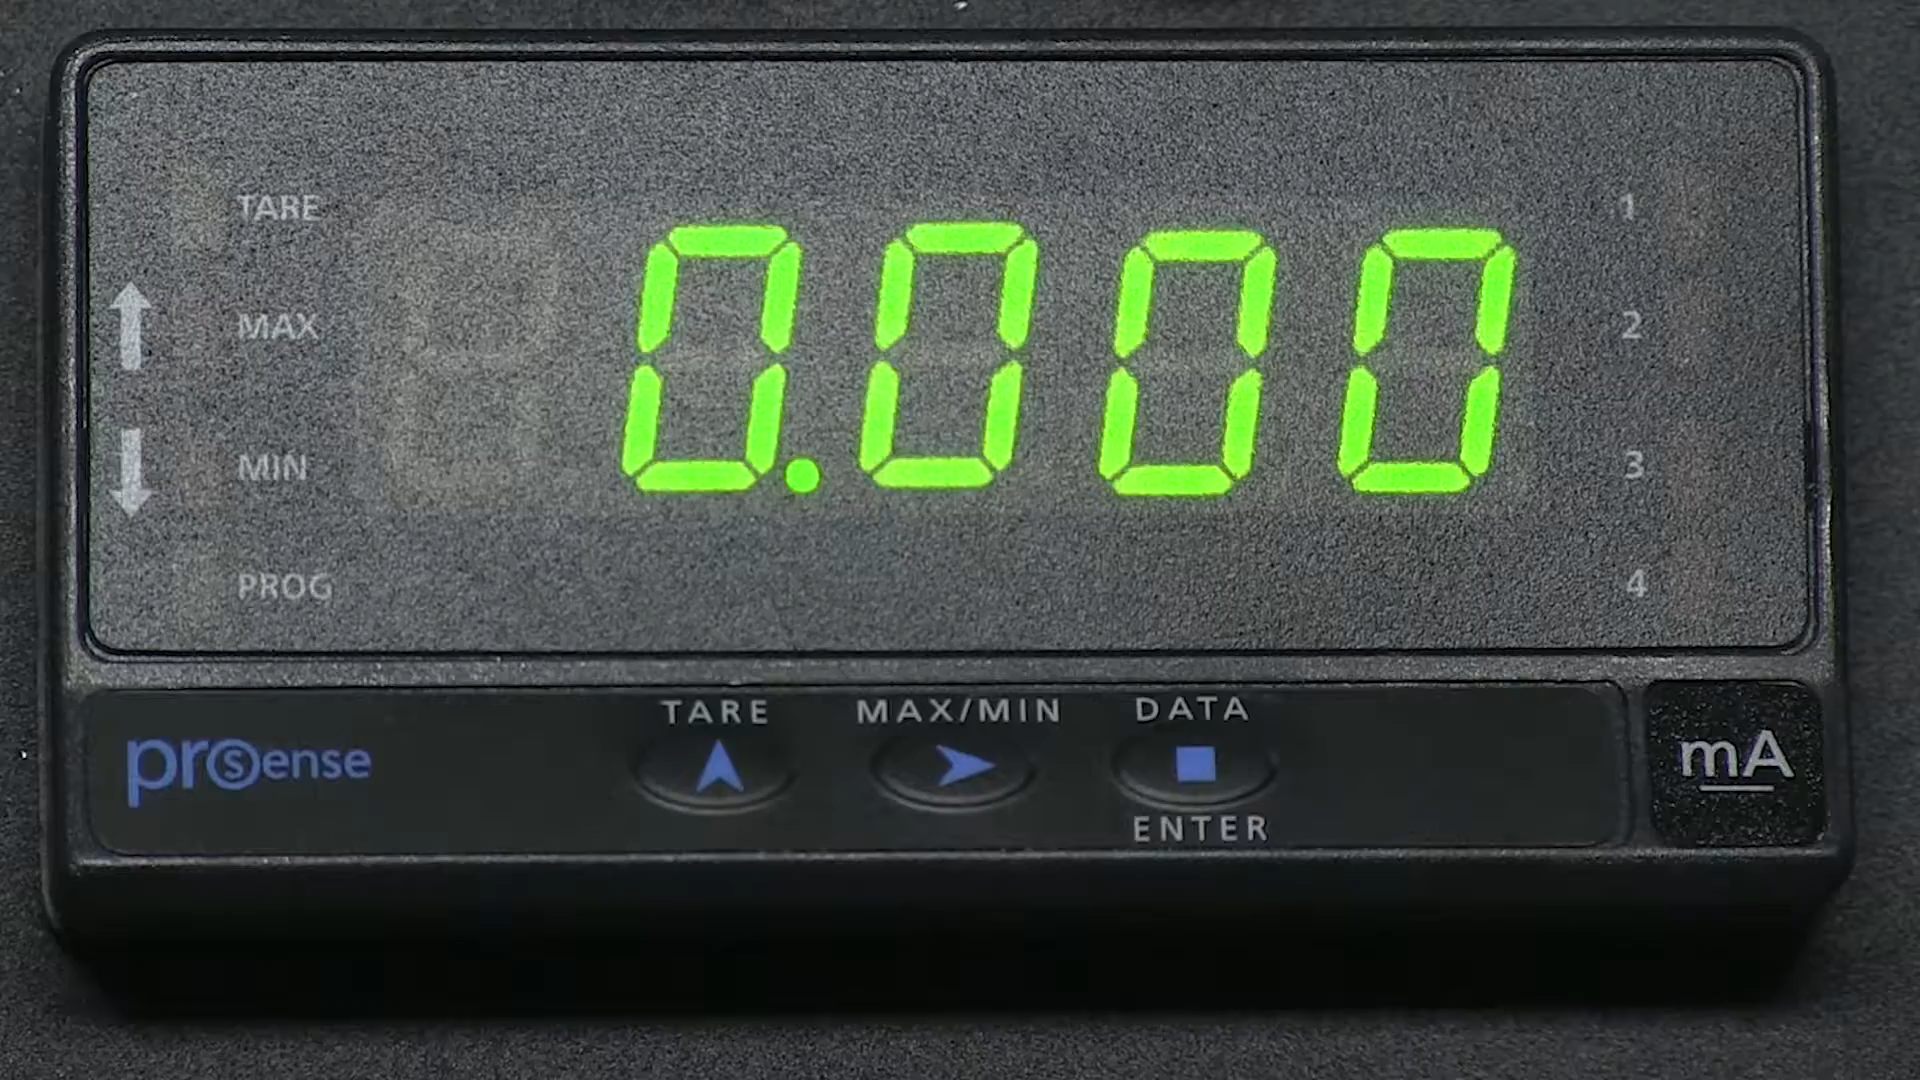 TARE 1
0.000
MAX 2
MIN 3
PROG 4
TARE MAX/MIN DATA
prosense mA
ENTER